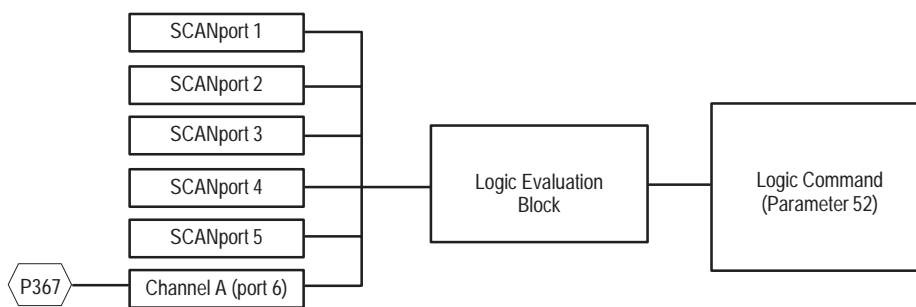 SCANport 1
SCANport 2
SCANport 3
SCANport 4
SCANport 5
P367
Channel A (port 6)
Logic Evaluation
Block
Logic Command
(Parameter 52)